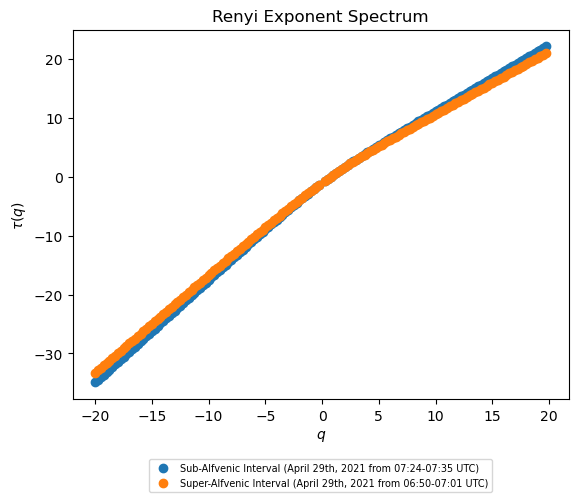 Renyi Exponent Spectrum
20
10
0
−10
−20
−30
τ(q)
−20 −15 −10 −5 0 5 10 15 20
q
Sub-Alfvenic Interval (April 29th, 2021 from 07:24-07:35 UTC)
Super-Alfvenic Interval (April 29th, 2021 from 06:50-07:01 UTC)